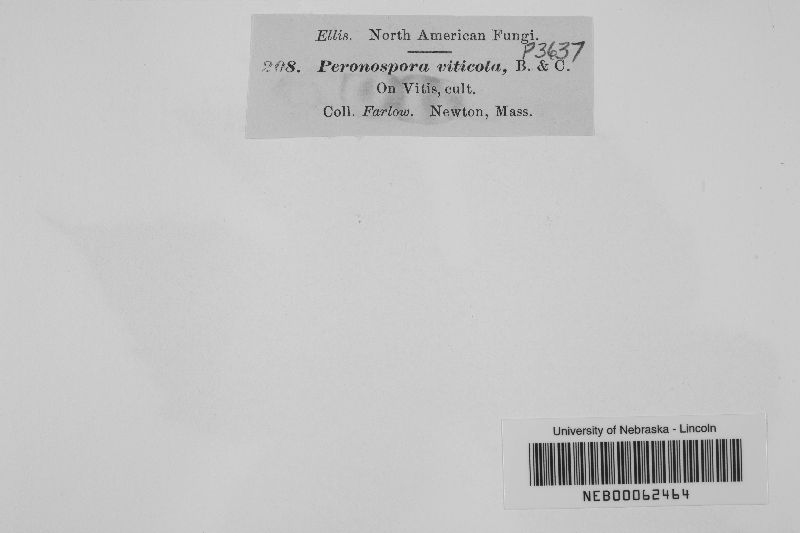 Ellis. North American Fungi.
P3637
208. Peronospora viticola, B. & C.
On Vitis, cult.
Coll. Farlow. Newton, Mass.
University of Nebraska - Lincoln
NEB00062464